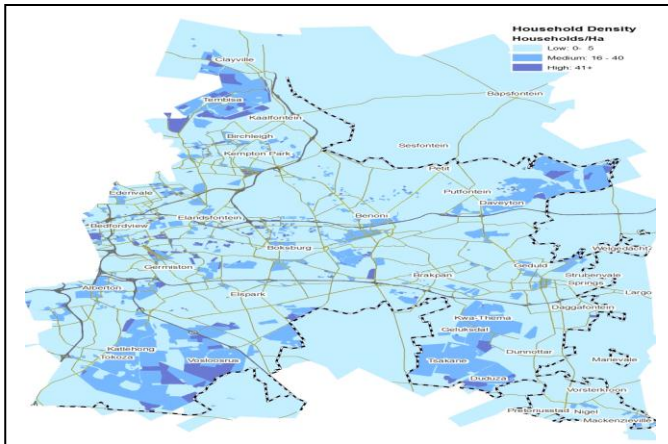 Household Density
Households/Ha
Low: 0- 5
Medium: 16 - 40
High: 41+
Clayville
Bapsfontein
Tembisa
Kaalfontein
Birchleigh
Sesfontein
Kempton Park
Petit
Edenvale
Putfontein
Daveyton
Elandsfontein
Benoni
Bedfordview
Boksburg
Welgedacht
Germiston
Geduld
Brakpan
Strubenvale
Springs
Alberton
Elspark
Largo
Daggafontein
Kwa-Thema
Geluksdal
Katlehong
Tokoza
Vosloorus
Tsakane
Dunnottar
Marievale
Duduza
Vorsterkroon
Pretoriusstad
Nigel
Mackenzieville